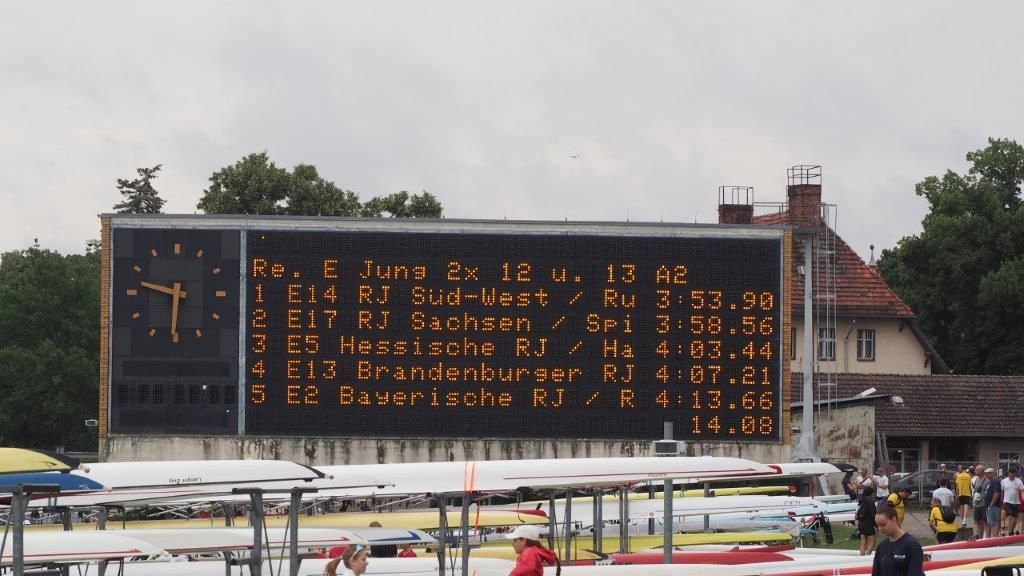 Re. E Jung 2x 12 u. 13 A2
1 E14 RJ Süd-West / Ru 3:53.90
2 E17 RJ Sachsen / Spi 3:58.56
3 E5 Hessische RJ / Ha 4:03.44
4 E13 Brandenburger RJ 4:07.21
5 E2 Bayerische RJ / R 4:13.66
14.08